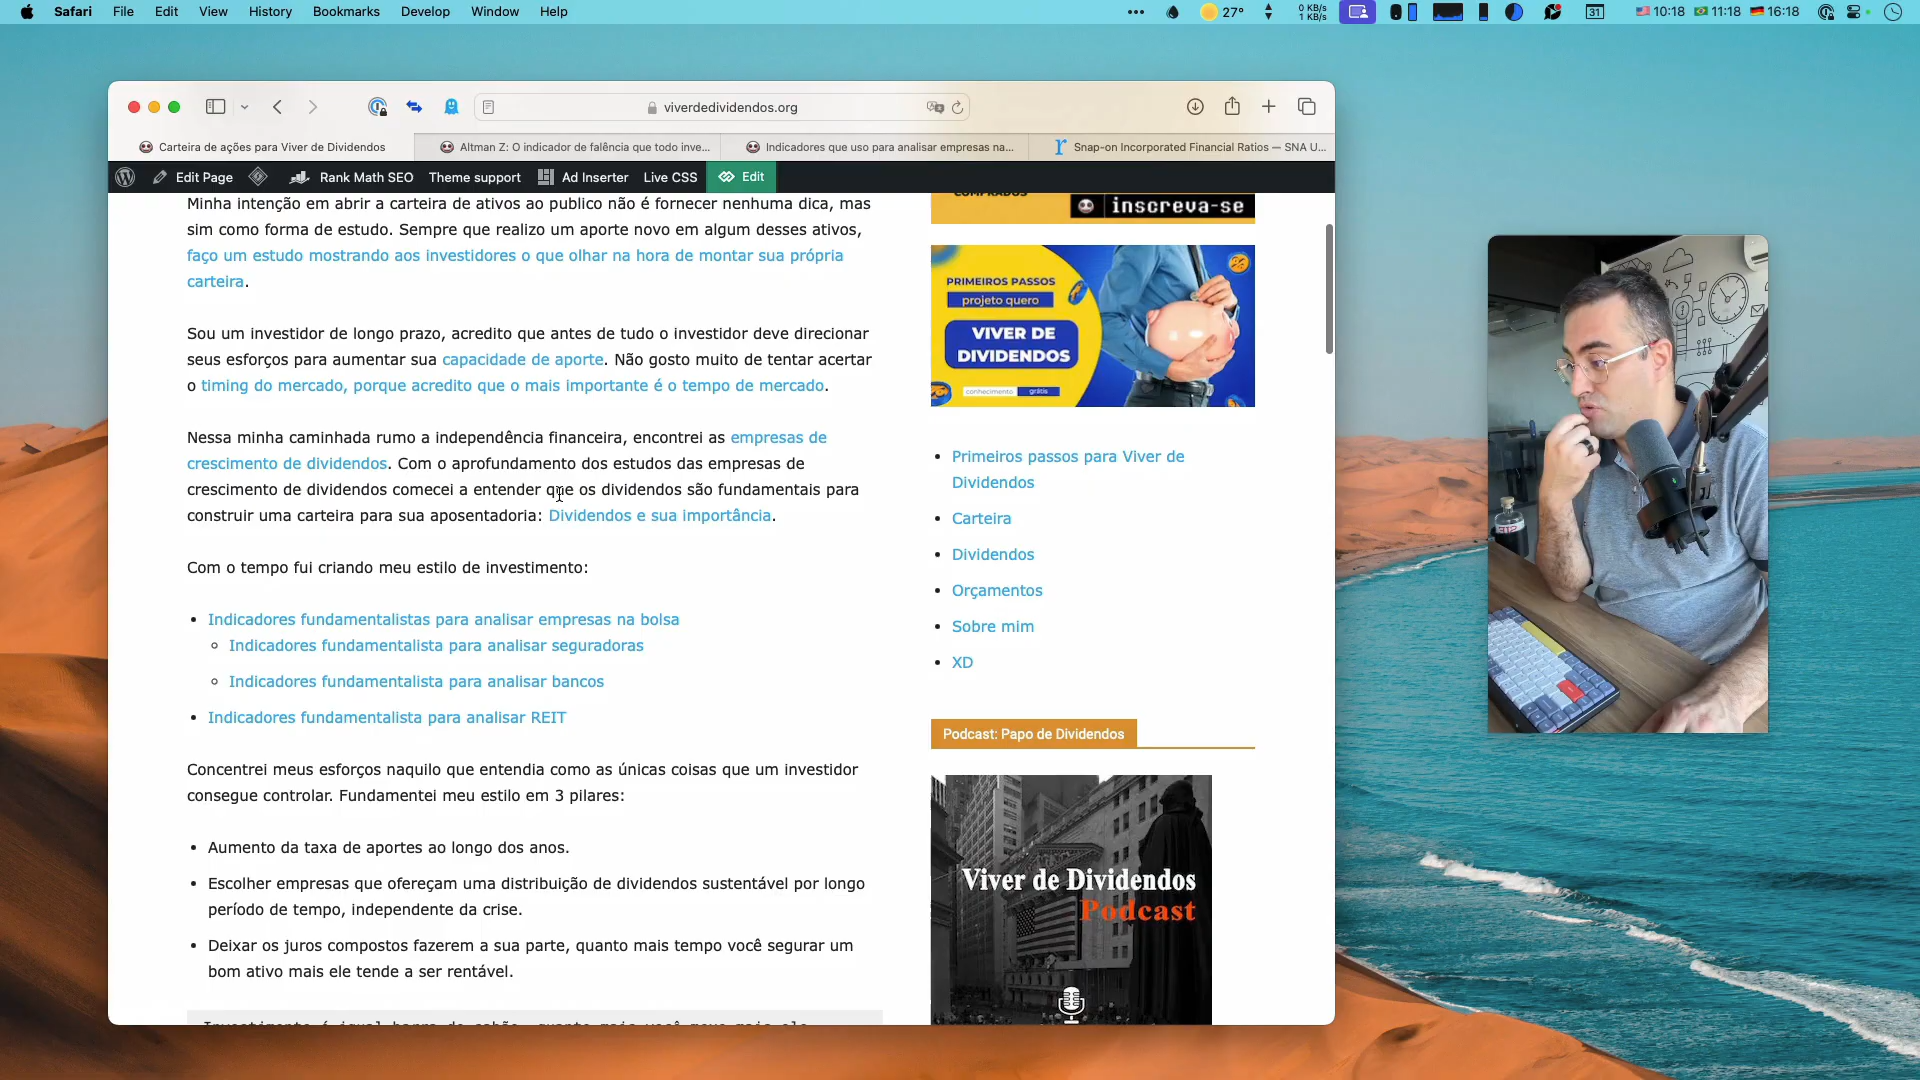 Safari File Edit View History Bookmarks Develop Window Help
27°
0 KB/s
1 KB/s
31
10:18 11:18 16:18
viverdedividendos.org
Carteira de ações para Viver de Dividendos
Altman Z: O indicador de falência que todo inve...
Indicadores que uso para analisar empresas na...
Snap-on Incorporated Financial Ratios — SNA U...
Edit Page Rank Math SEO Theme support Ad Inserter Live CSS Edit
Minha intenção em abrir a carteira de ativos ao publico não é fornecer nenhuma dica, mas
sim como forma de estudo. Sempre que realizo um aporte novo em algum desses ativos,
faço um estudo mostrando aos investidores o que olhar na hora de montar sua própria
carteira.
Sou um investidor de longo prazo, acredito que antes de tudo o investidor deve direcionar
seus esforços para aumentar sua capacidade de aporte. Não gosto muito de tentar acertar
o timing do mercado, porque acredito que o mais importante é o tempo de mercado.
Nessa minha caminhada rumo a independência financeira, encontrei as empresas de
crescimento de dividendos. Com o aprofundamento dos estudos das empresas de
crescimento de dividendos comecei a entender que os dividendos são fundamentais para
construir uma carteira para sua aposentadoria: Dividendos e sua importância.
Com o tempo fui criando meu estilo de investimento:
Indicadores fundamentalistas para analisar empresas na bolsa
Indicadores fundamentalista para analisar seguradoras
Indicadores fundamentalista para analisar bancos
Indicadores fundamentalista para analisar REIT
Concentrei meus esforços naquilo que entendia como as únicas coisas que um investidor
consegue controlar. Fundamentei meu estilo em 3 pilares:
Aumento da taxa de aportes ao longo dos anos.
Escolher empresas que ofereçam uma distribuição de dividendos sustentável por longo
período de tempo, independente da crise.
Deixar os juros compostos fazerem a sua parte, quanto mais tempo você segurar um
bom ativo mais ele tende a ser rentável.
inscreva-se
PRIMEIROS PASSOS
projeto quero
VIVER DE
DIVIDENDOS
conhecimento grátis
Primeiros passos para Viver de
Dividendos
Carteira
Dividendos
Orçamentos
Sobre mim
XD
Podcast: Papo de Dividendos
Viver de Dividendos
Podcast